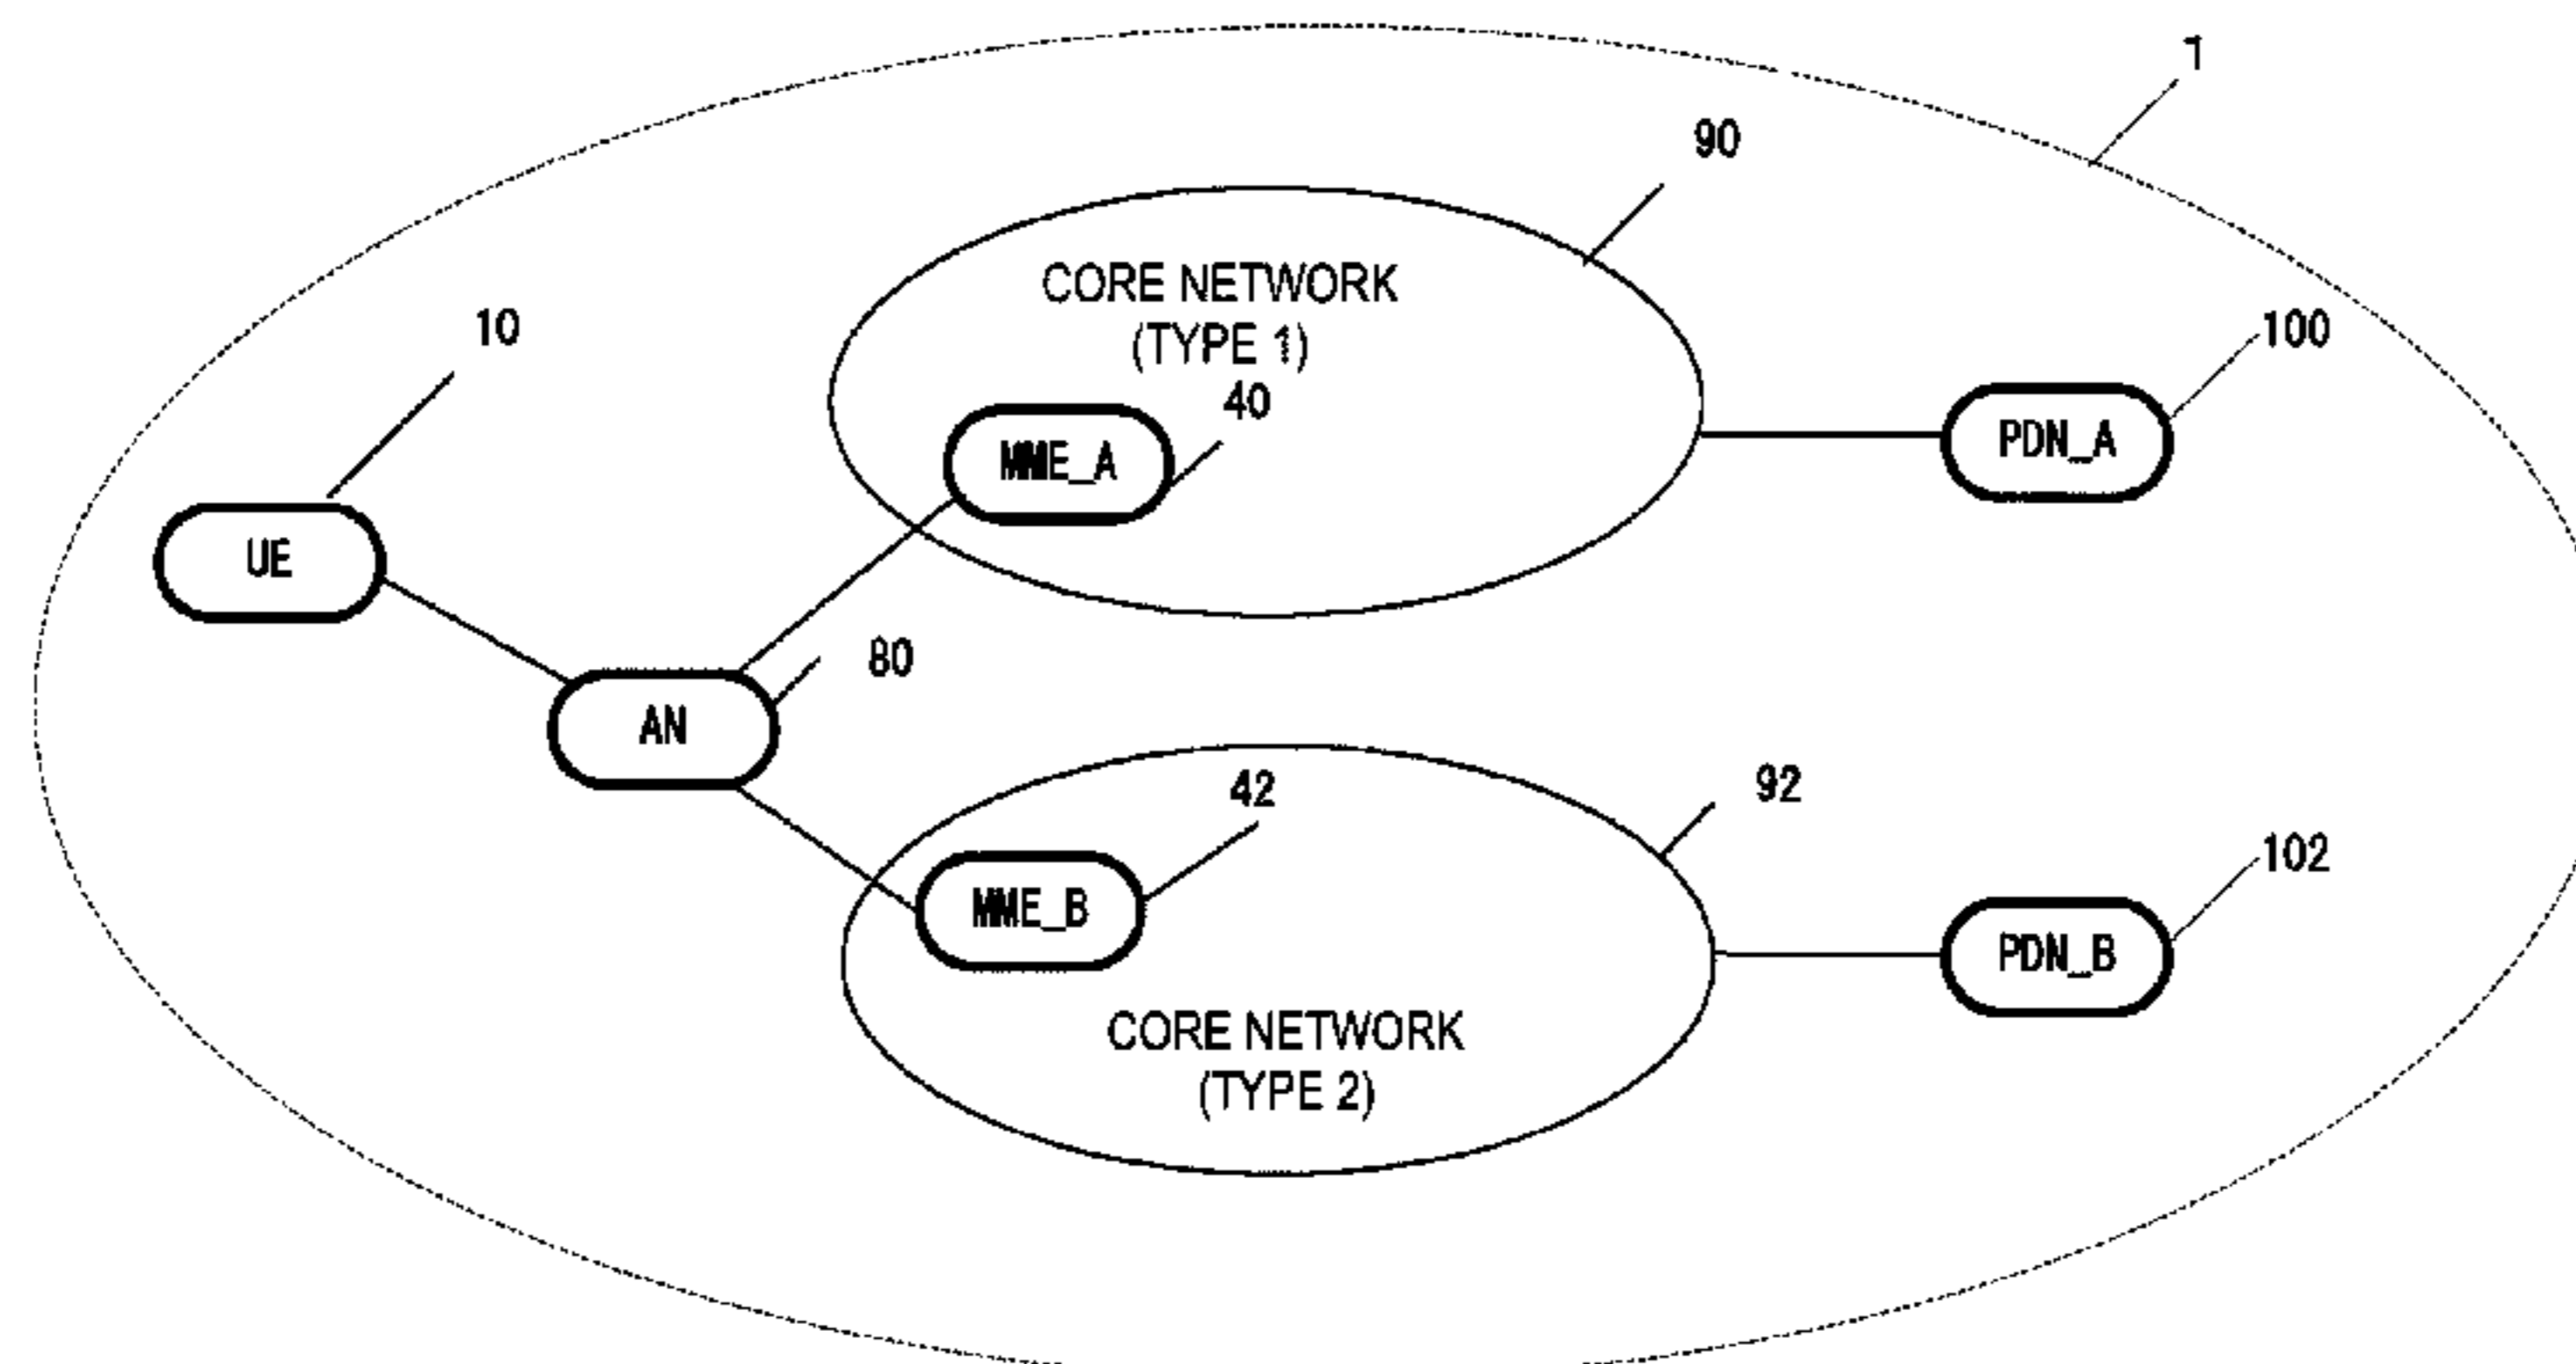 1
90
CORE NETWORK
(TYPE 1)
10
100
40
MME_A
PDN_A
UE
80
AN
42
92
102
MME_B
PDN_B
CORE NETWORK
(TYPE 2)